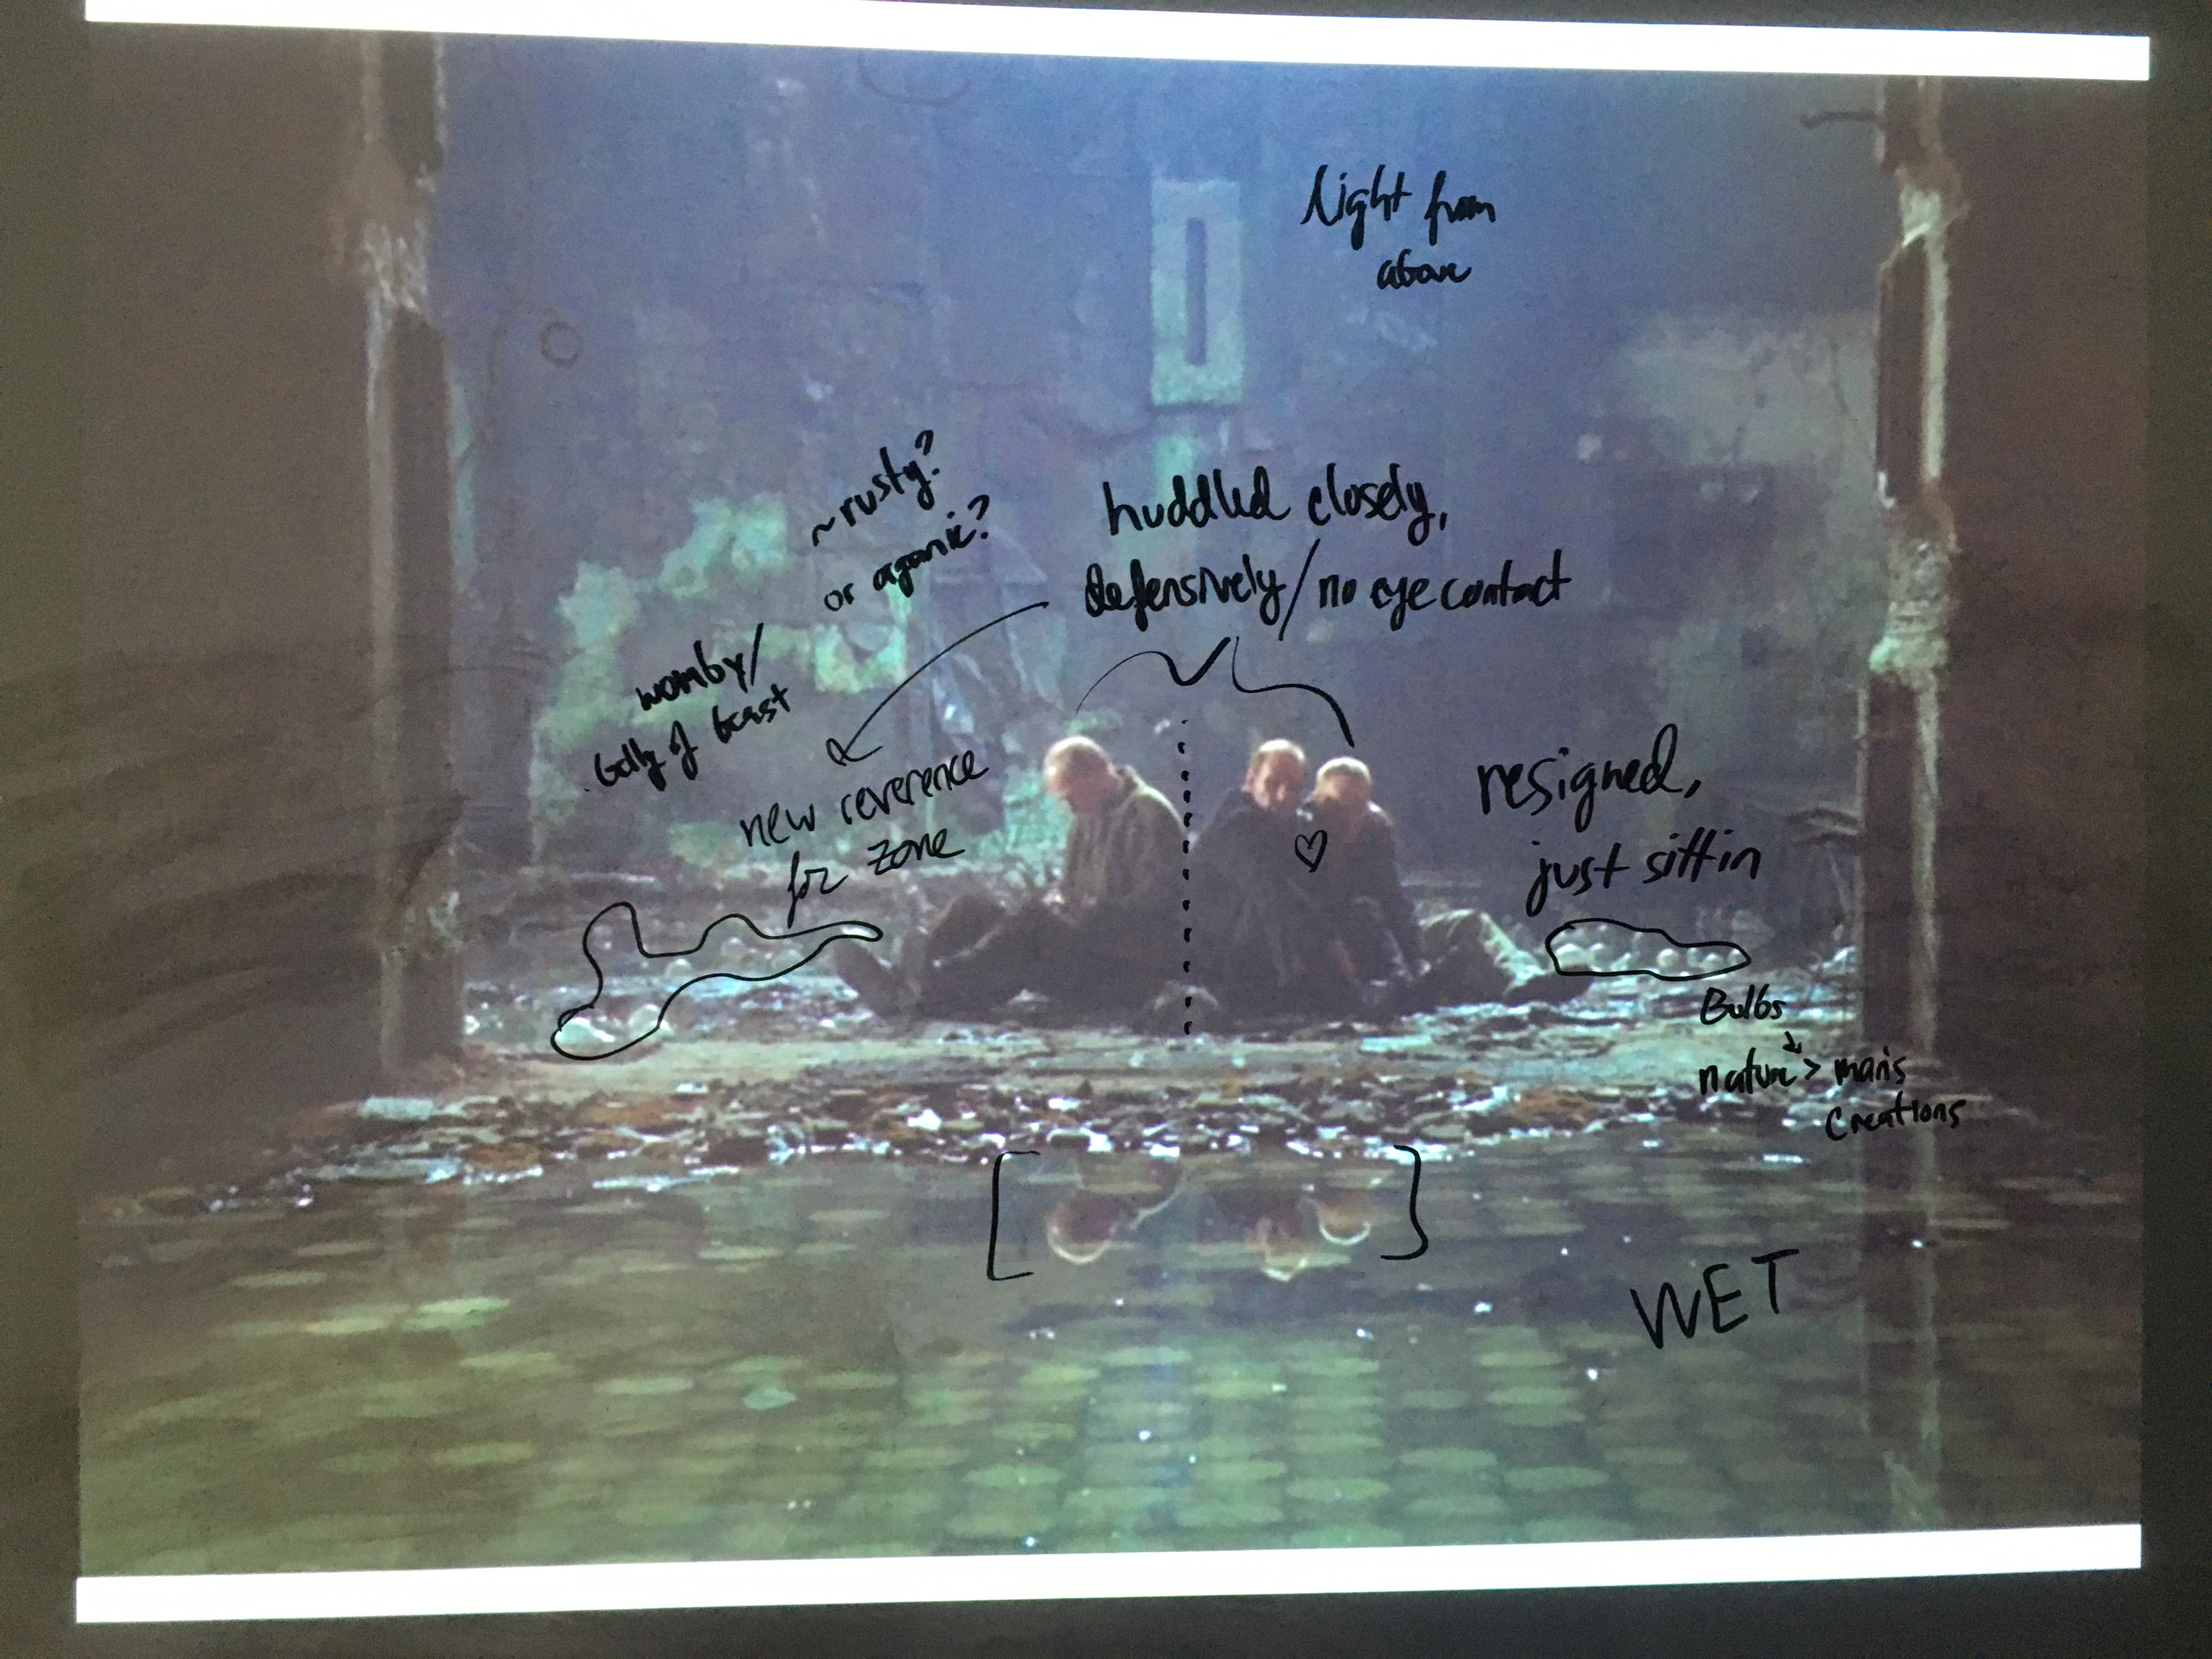 Light from
above
~rusty?
or organic?
huddled closely,
defensively/no eye contact
womby/
belly of beast
new reverence
for zone
resigned,
just sittin
Bulbs
nature > man's
creations
WET